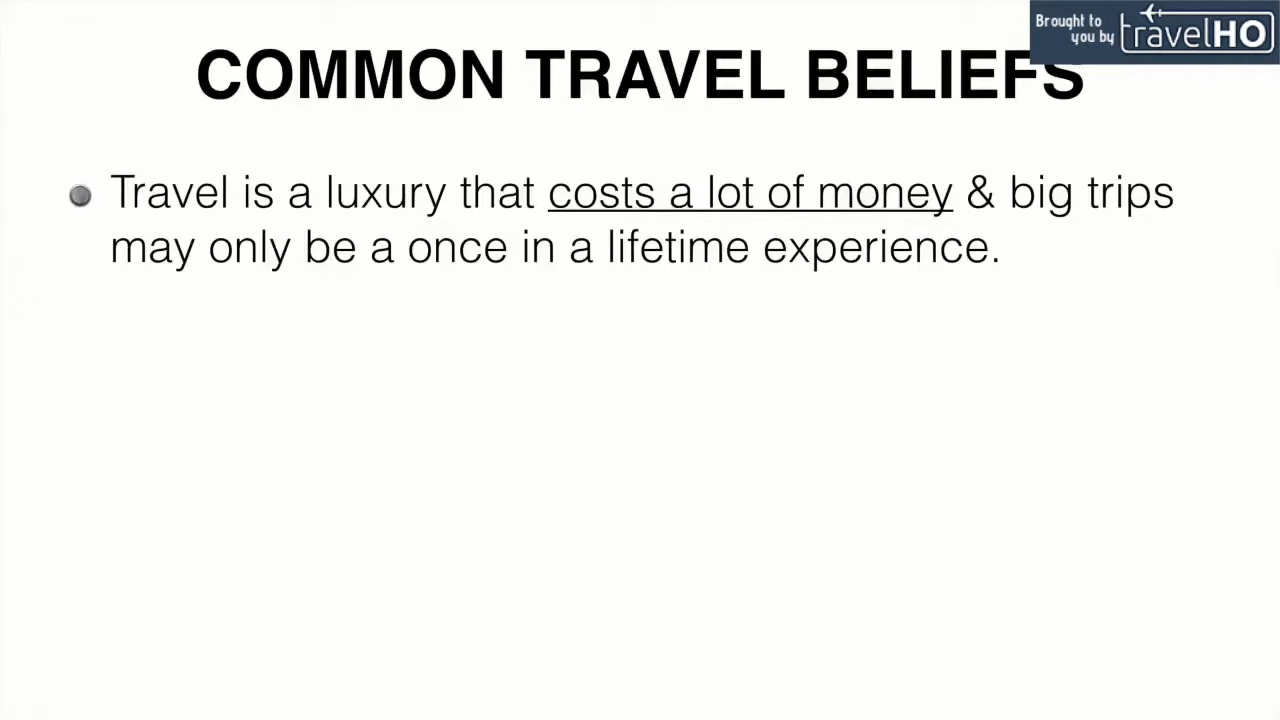 Brought to
you by travelHO
COMMON TRAVEL BELIEFS
Travel is a luxury that costs a lot of money & big trips
may only be a once in a lifetime experience.